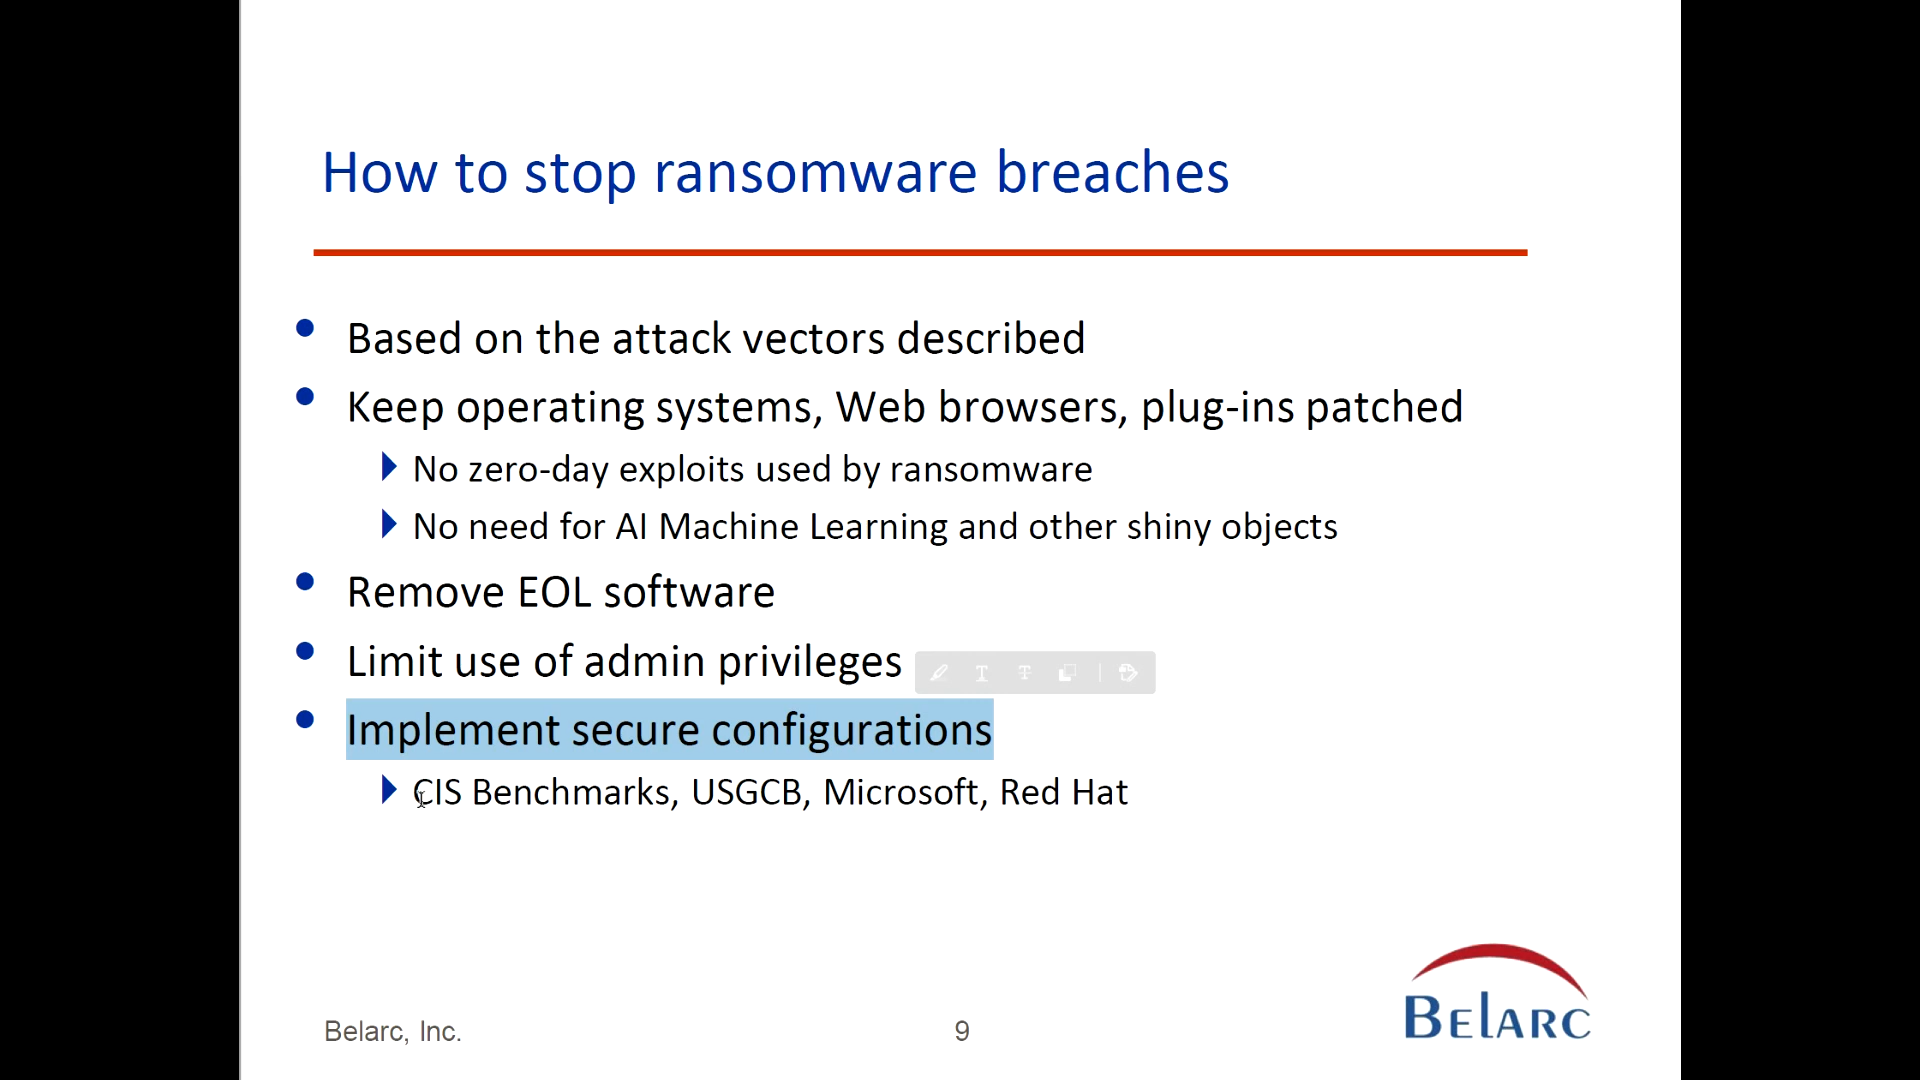 How to stop ransomware breaches
Based on the attack vectors described
Keep operating systems, Web browsers, plug-ins patched
No zero-day exploits used by ransomware
No need for AI Machine Learning and other shiny objects
Remove EOL software
Limit use of admin privileges
Implement secure configurations
CIS Benchmarks, USGCB, Microsoft, Red Hat
Belarc, Inc.
9
BELARC